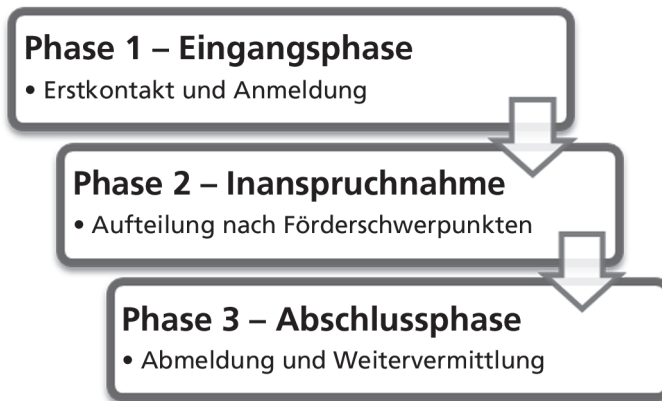 Phase 1 – Eingangsphase
• Erstkontakt und Anmeldung
Phase 2 – Inanspruchnahme
• Aufteilung nach Förderschwerpunkten
Phase 3 – Abschlussphase
• Abmeldung und Weitervermittlung